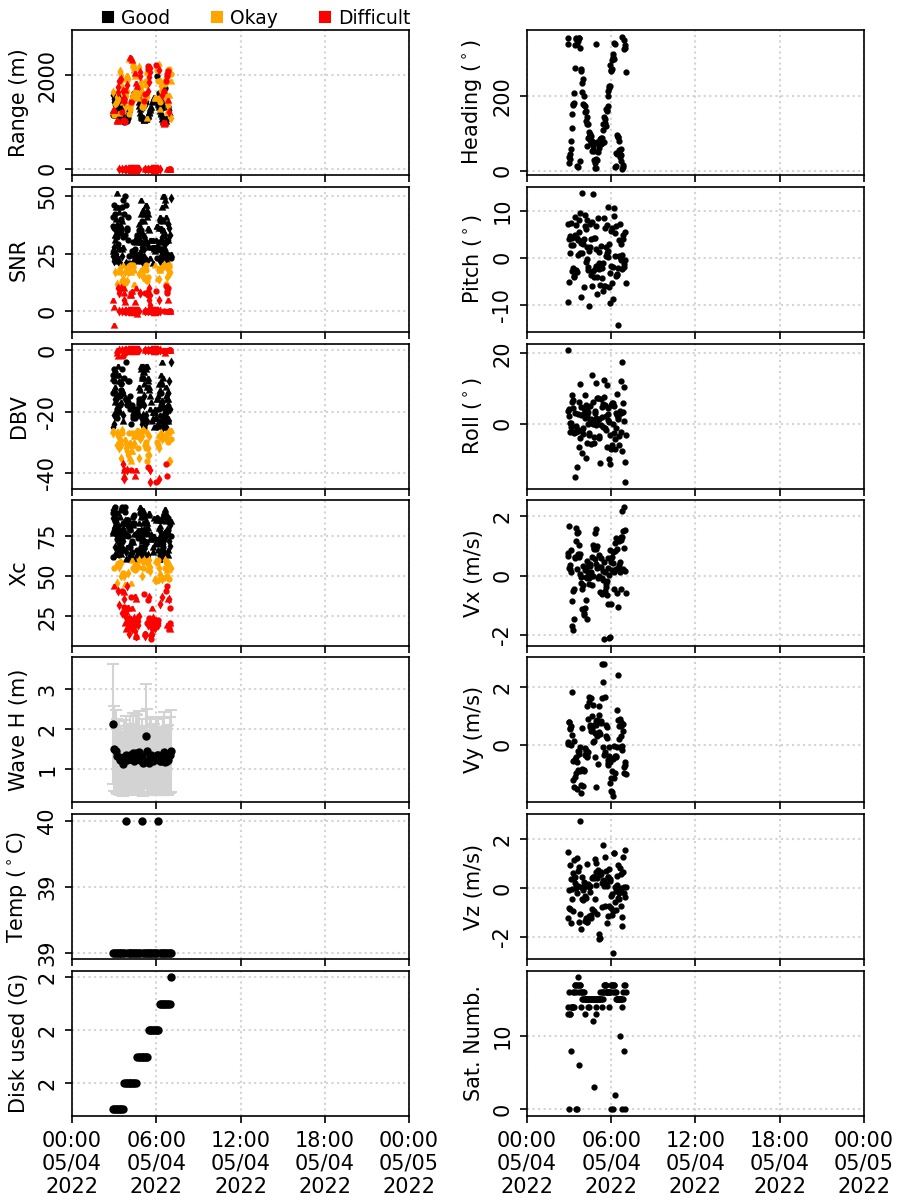 Good Okay Difficult
Range (m)
2000
0
Heading (°)
200
0
SNR
50
25
0
Pitch (°)
10
0
-10
DBV
0
-20
-40
Roll (°)
20
0
Xc
75
50
25
Vx (m/s)
2
0
-2
Wave H (m)
3
2
1
Vy (m/s)
2
0
Temp (°C)
40
39
39
Vz (m/s)
2
0
-2
Disk used (G)
2
2
2
Sat. Numb.
10
0
00:00 06:00 12:00 18:00 00:00
05/04 05/04 05/04 05/04 05/05
2022 2022 2022 2022 2022
00:00 06:00 12:00 18:00 00:00
05/04 05/04 05/04 05/04 05/05
2022 2022 2022 2022 2022